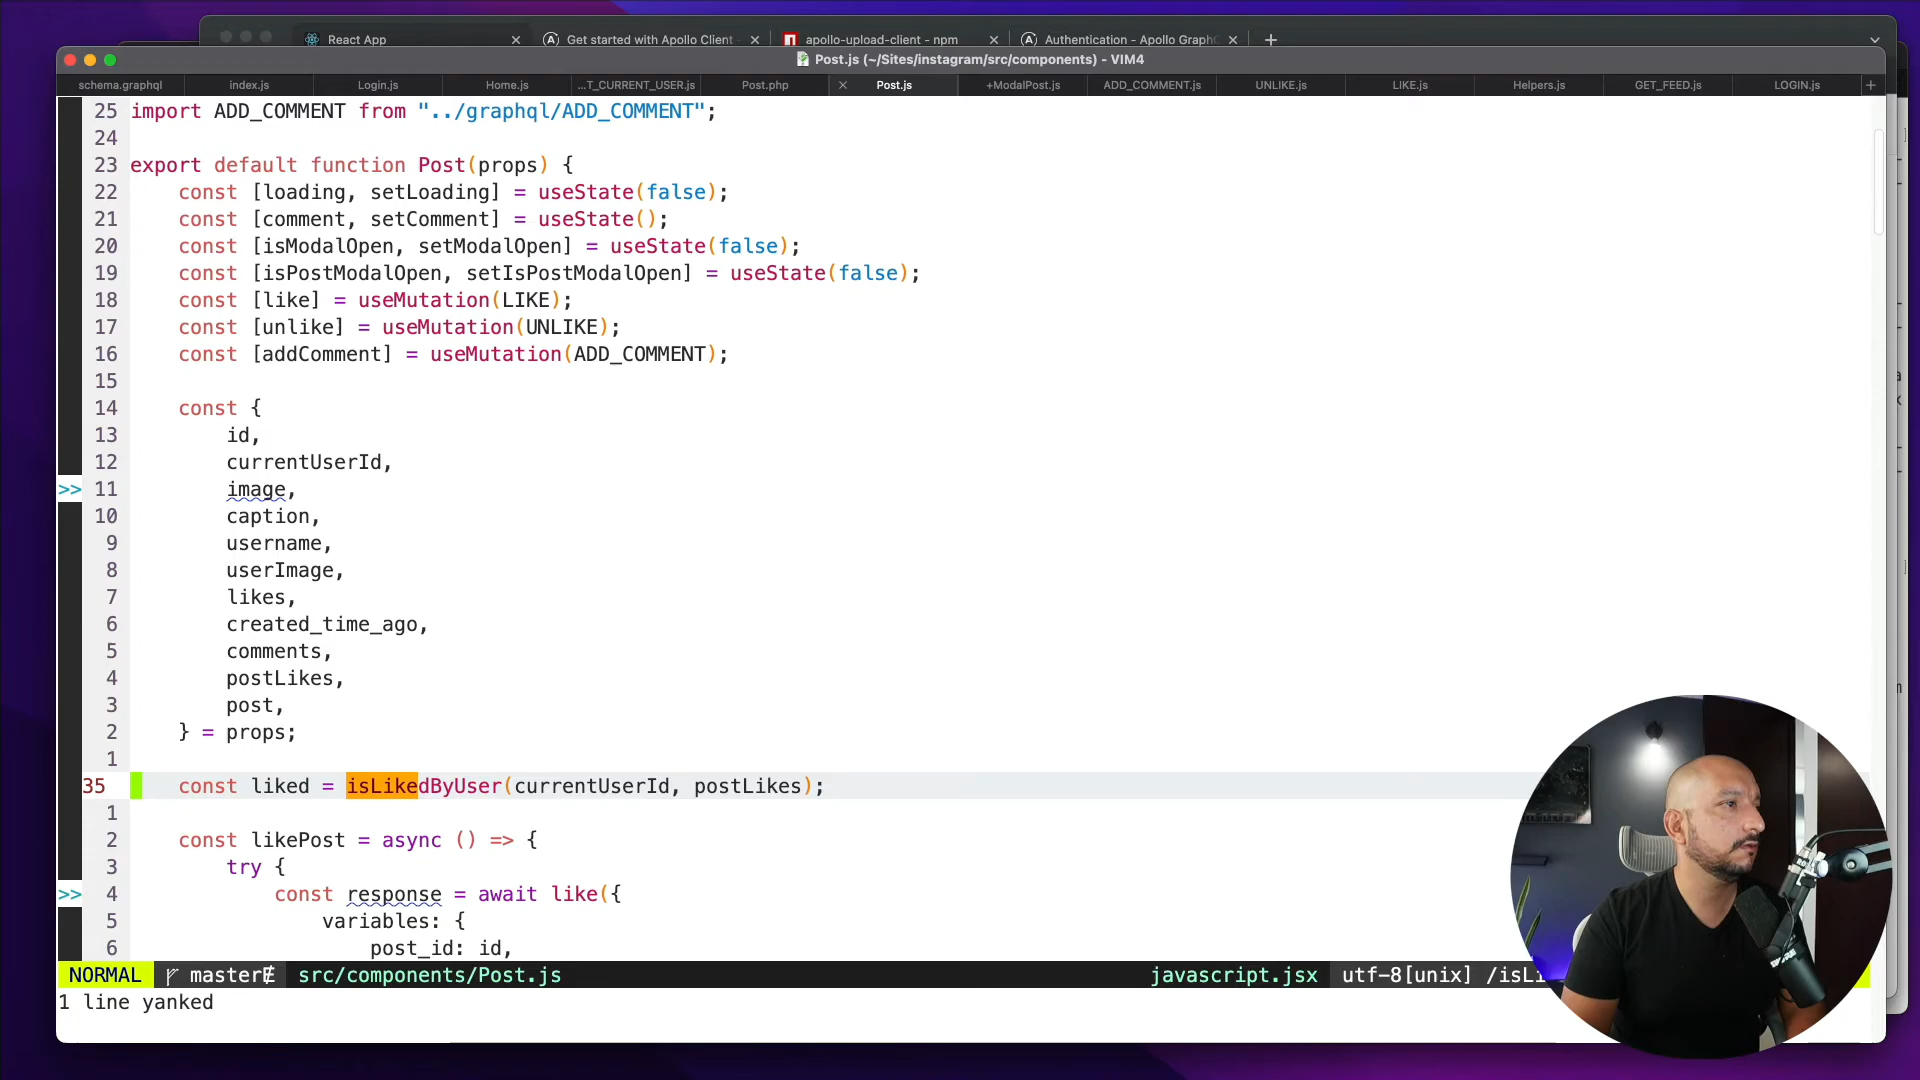 React App
Get started with Apollo Client
apollo-upload-client - npm
Authentication - Apollo GraphQ
Post.js (~/Sites/instagram/src/components) - VIM4
schema.graphql
index.js
Login.js
Home.js
...T_CURRENT_USER.js
Post.php
Post.js
+ModalPost.js
ADD_COMMENT.js
UNLIKE.js
LIKE.js
Helpers.js
GET_FEED.js
LOGIN.js
25 import ADD_COMMENT from "../graphql/ADD_COMMENT";
24
23 export default function Post(props) {
22 const [loading, setLoading] = useState(false);
21 const [comment, setComment] = useState();
20 const [isModalOpen, setModalOpen] = useState(false);
19 const [isPostModalOpen, setIsPostModalOpen] = useState(false);
18 const [like] = useMutation(LIKE);
17 const [unlike] = useMutation(UNLIKE);
16 const [addComment] = useMutation(ADD_COMMENT);
15
14 const {
13 id,
12 currentUserId,
>> 11 image,
10 caption,
9 username,
8 userImage,
7 likes,
6 created_time_ago,
5 comments,
4 postLikes,
3 post,
2 } = props;
1
35 const liked = isLikedByUser(currentUserId, postLikes);
1
2 const likePost = async () => {
3 try {
>> 4 const response = await like({
5 variables: {
6 post_id: id,
NORMAL master src/components/Post.js javascript.jsx utf-8[unix] /isLi
1 line yanked